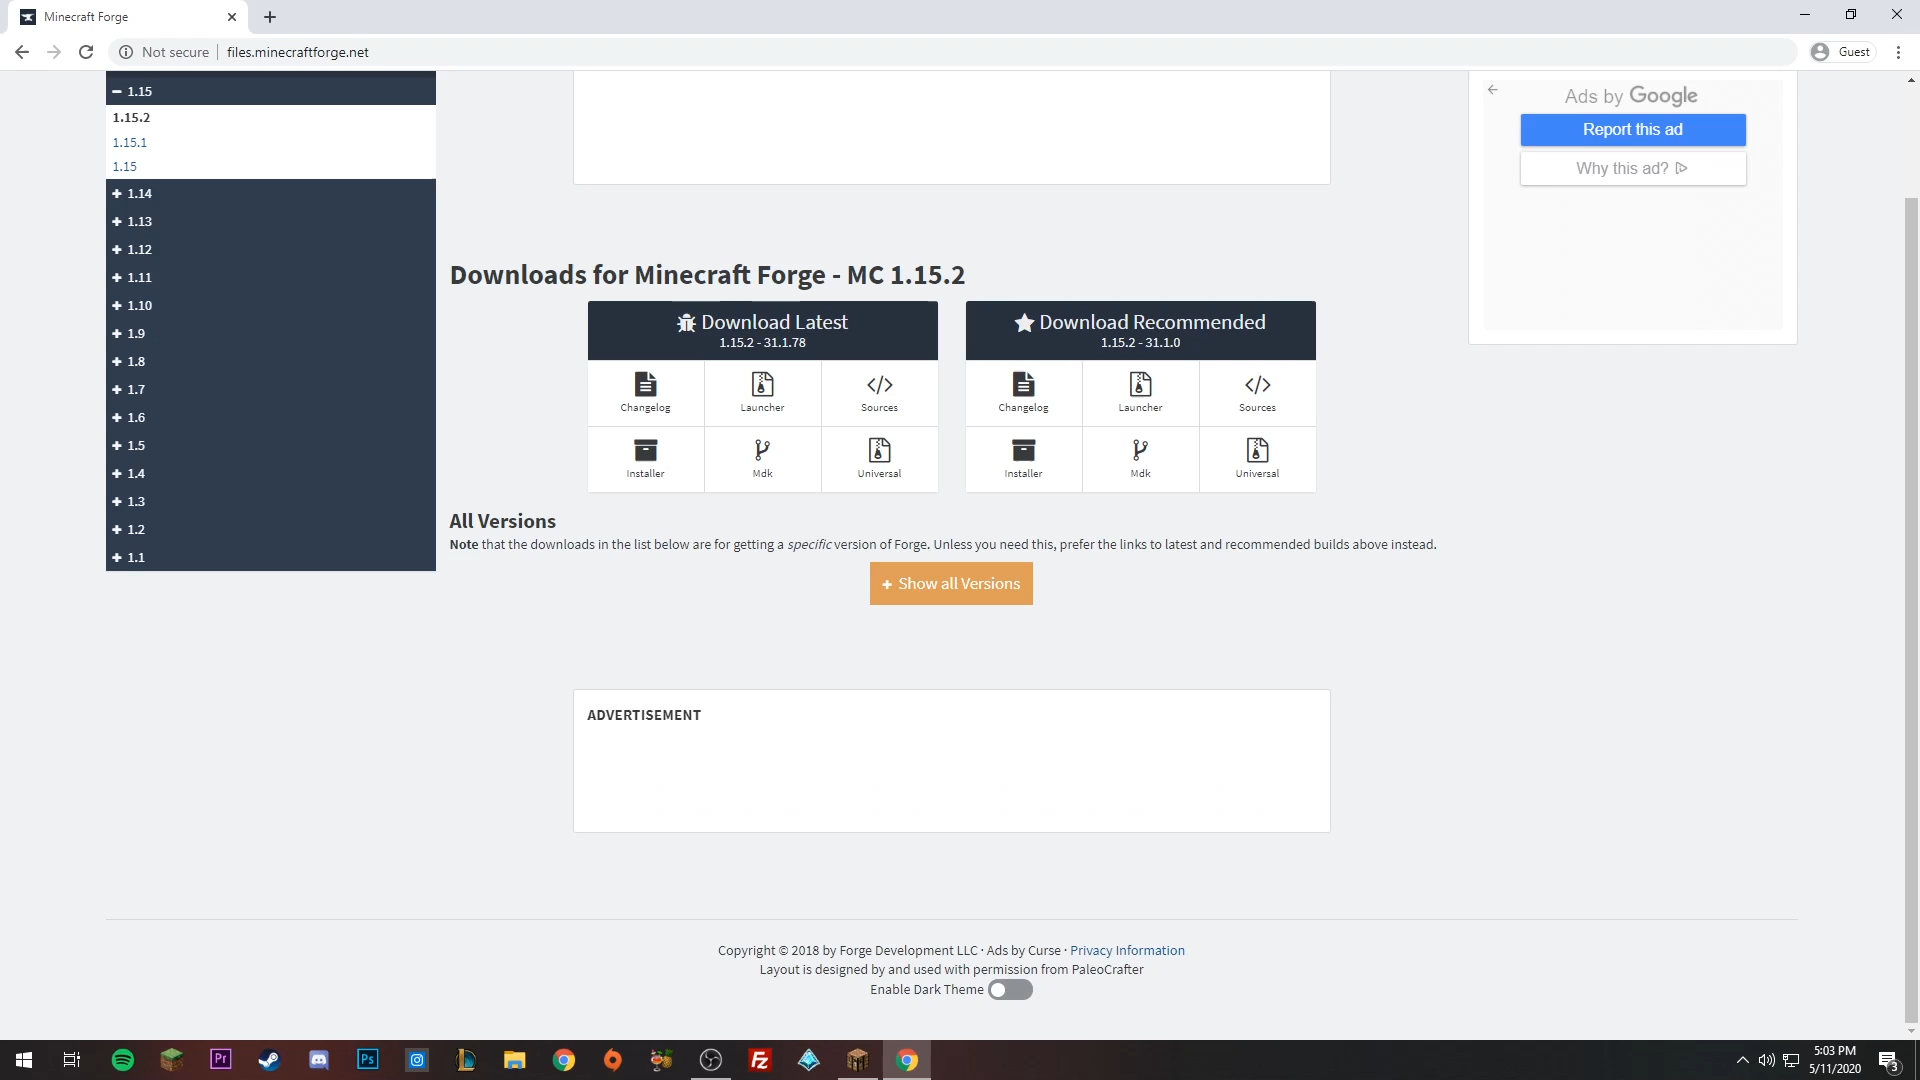 Minecraft Forge
Not secure
files.minecraftforge.net
Guest
1.15
1.15.2
1.15.1
1.15
1.14
1.13
1.12
1.11
1.10
1.9
1.8
1.7
1.6
1.5
1.4
1.3
1.2
1.1
Ads by Google
Report this ad
Why this ad?
Downloads for Minecraft Forge - MC 1.15.2
Download Latest
1.15.2 - 31.1.78
Changelog
Launcher
Sources
Installer
Mdk
Universal
Download Recommended
1.15.2 - 31.1.0
Changelog
Launcher
Sources
Installer
Mdk
Universal
All Versions
Note that the downloads in the list below are for getting a specific version of Forge. Unless you need this, prefer the links to latest and recommended builds above instead.
+ Show all Versions
ADVERTISEMENT
Copyright © 2018 by Forge Development LLC · Ads by Curse · Privacy Information
Layout is designed by and used with permission from PaleoCrafter
Enable Dark Theme
Pr
Ps
FZ
5:03 PM
5/11/2020
3